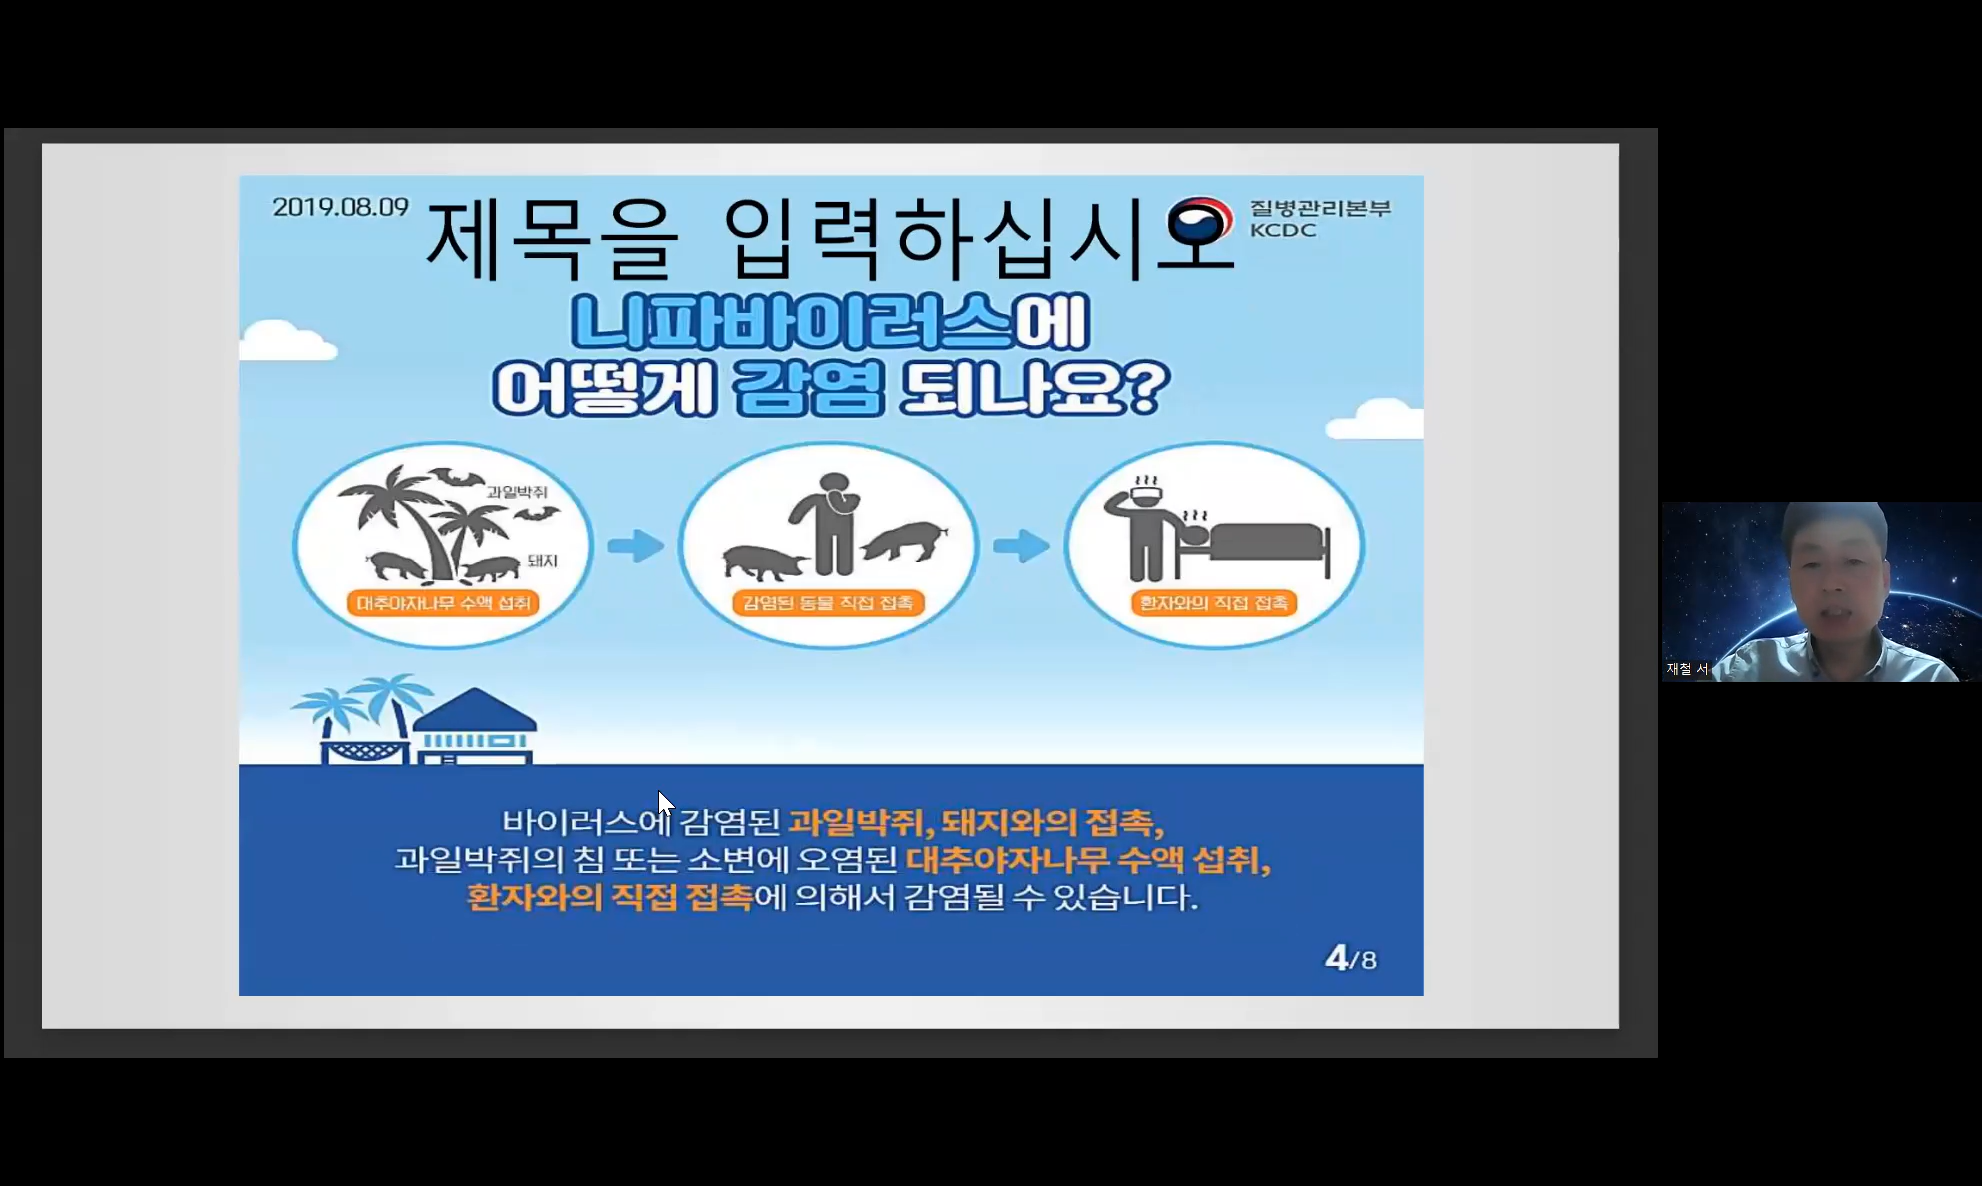 2019.08.09
제목을 입력하십시오
질병관리본부
KCDC
니파바이러스에
어떻게 감염 되나요?
과일박쥐
돼지
대추야자나무 수액 섭취
감염된 동물 직접 접촉
환자와의 직접 접촉
바이러스에 감염된 과일박쥐, 돼지와의 접촉,
과일박쥐의 침 또는 소변에 오염된 대추야자나무 수액 섭취,
환자와의 직접 접촉에 의해서 감염될 수 있습니다.
4/8
재철 서